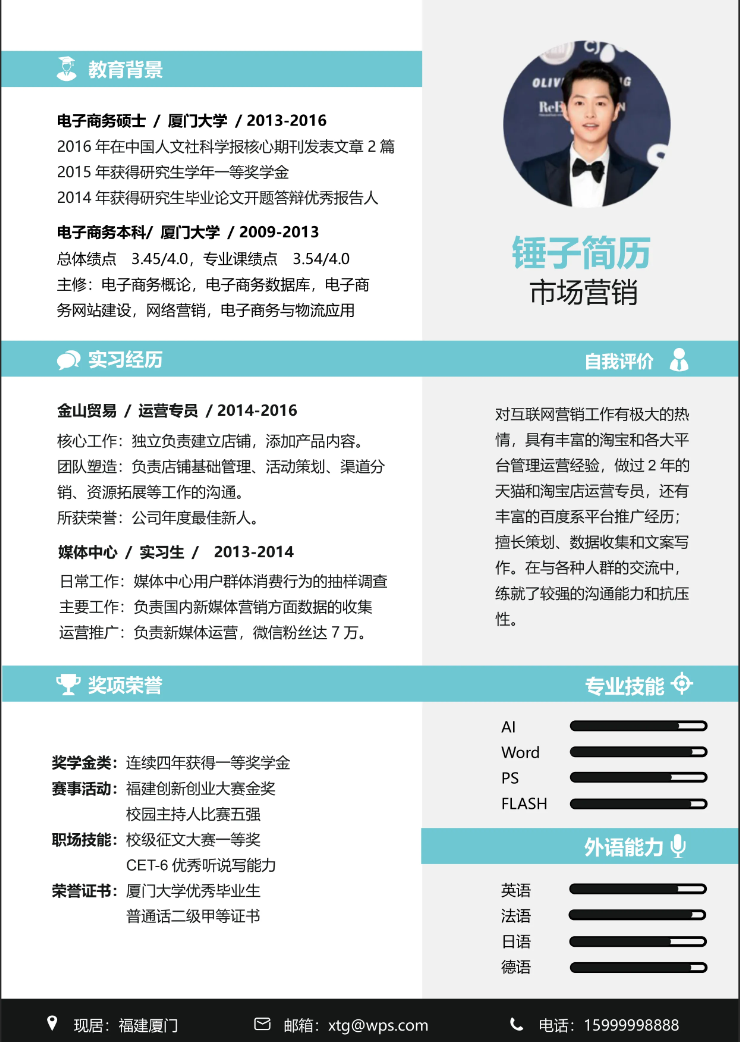 教育背景
电子商务硕士 / 厦门大学 / 2013-2016
2016 年在中国人文社科学报核心期刊发表文章 2 篇
2015 年获得研究生学年一等奖学金
2014 年获得研究生毕业论文开题答辩优秀报告人
电子商务本科/ 厦门大学 / 2009-2013
总体绩点 3.45/4.0，专业课绩点 3.54/4.0
主修：电子商务概论，电子商务数据库，电子商
务网站建设，网络营销，电子商务与物流应用
CJ
OLIV
G
ReE
N
S
锤子简历
市场营销
实习经历
金山贸易 / 运营专员 / 2014-2016
核心工作：独立负责建立店铺，添加产品内容。
团队塑造：负责店铺基础管理、活动策划、渠道分
销、资源拓展等工作的沟通。
所获荣誉：公司年度最佳新人。
媒体中心 / 实习生 / 2013-2014
日常工作：媒体中心用户群体消费行为的抽样调查
主要工作：负责国内新媒体营销方面数据的收集
运营推广：负责新媒体运营，微信粉丝达 7 万。
自我评价
对互联网营销工作有极大的热
情，具有丰富的淘宝和各大平
台管理运营经验，做过 2 年的
天猫和淘宝店运营专员，还有
丰富的百度系平台推广经历；
擅长策划、数据收集和文案写
作。在与各种人群的交流中，
练就了较强的沟通能力和抗压
性。
奖项荣誉
奖学金类：连续四年获得一等奖学金
赛事活动：福建创新创业大赛金奖
校园主持人比赛五强
职场技能：校级征文大赛一等奖
CET-6 优秀听说写能力
荣誉证书：厦门大学优秀毕业生
普通话二级甲等证书
专业技能
AI
Word
PS
FLASH
外语能力
英语
法语
日语
德语
现居：福建厦门
邮箱：xtg@wps.com
电话：15999998888